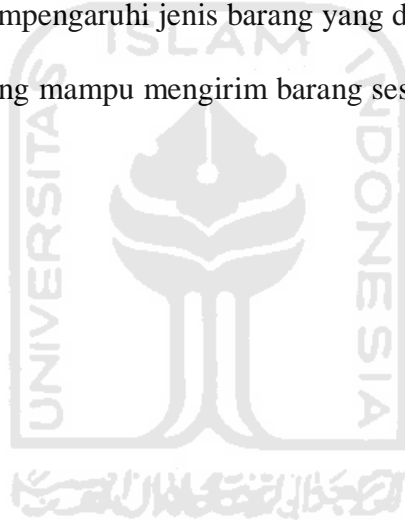 mpengaruhi jenis barang yang d
ISLAM
ng mampu mengirim barang ses
UNIVERSITAS
INDONESIA